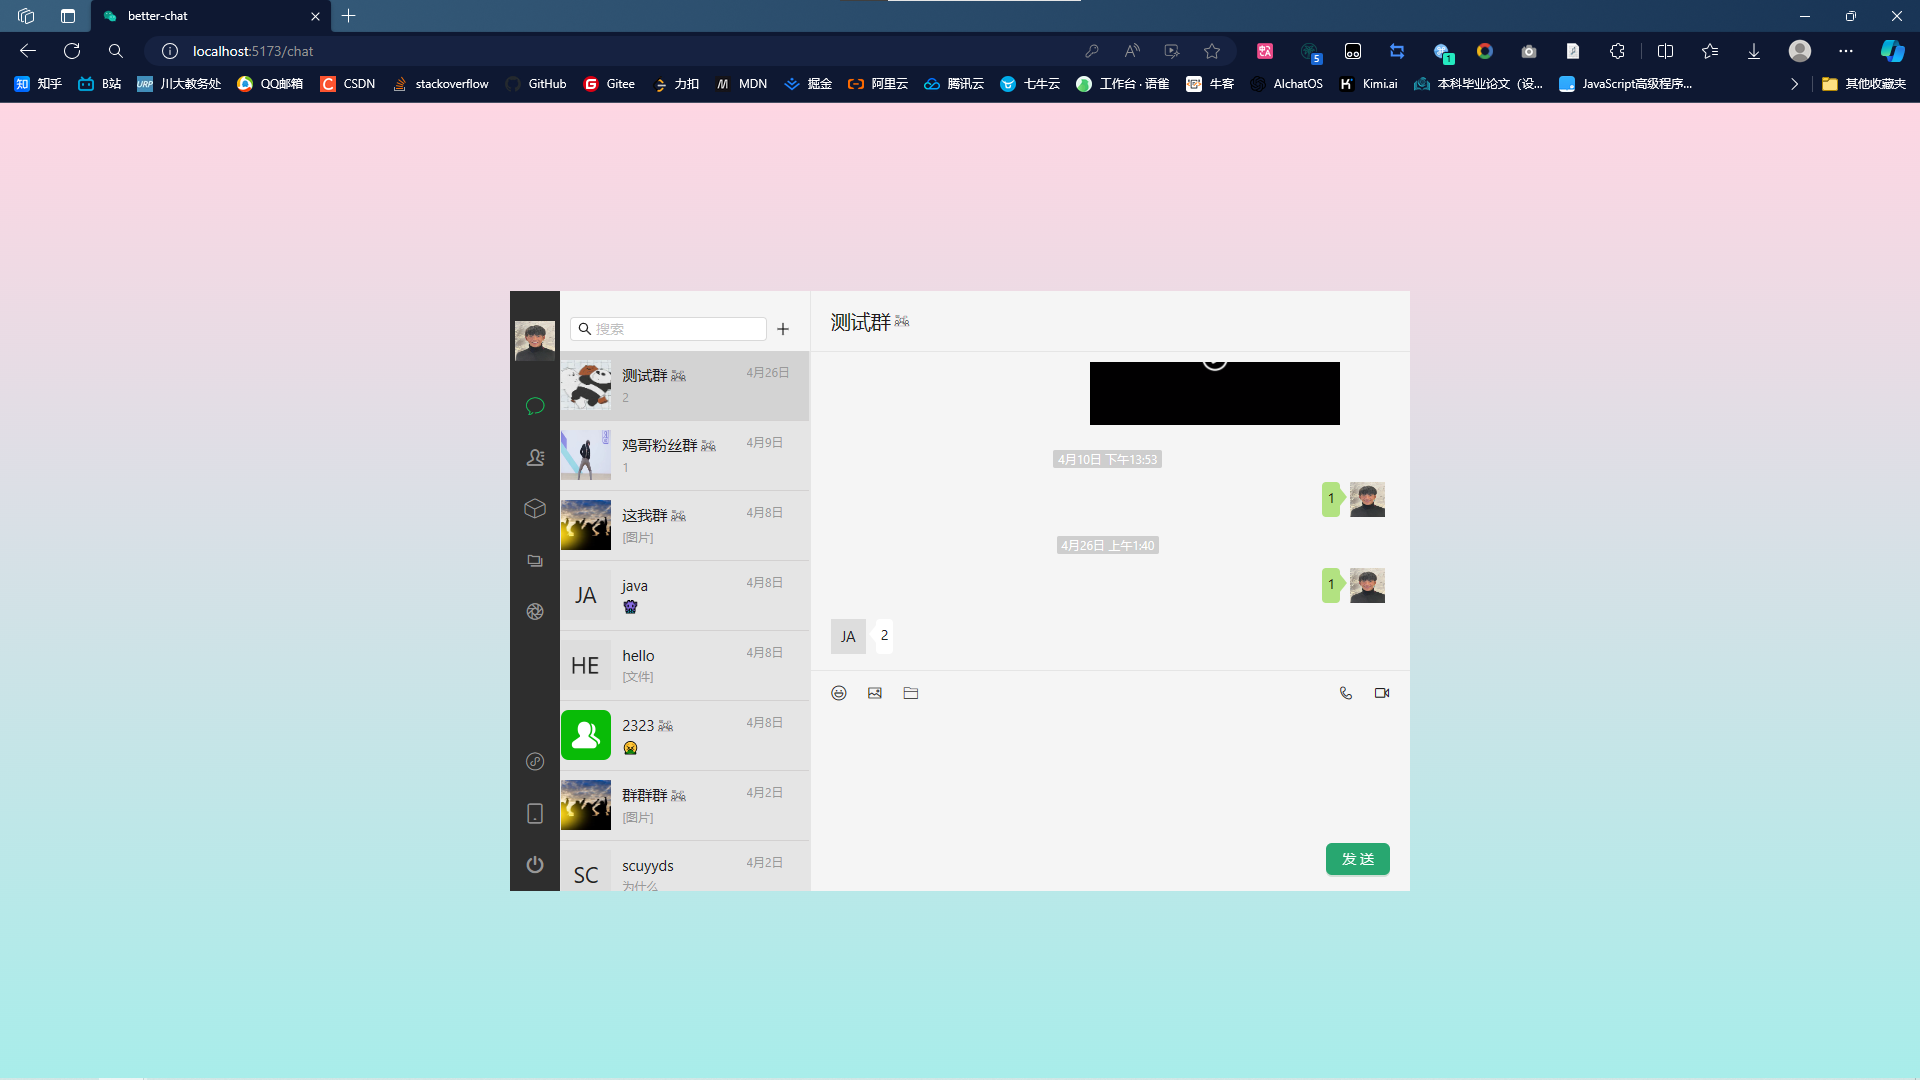 better-chat
localhost:5173/chat
5
1
知乎
B站
URP 川大教务处
QQ邮箱
C CSDN
stackoverflow
GitHub
G Gitee
力扣
M MDN
掘金
阿里云
腾讯云
七牛云
工作台 · 语雀
牛客
AIchatOS
Kimi.ai
本科毕业论文（设...
JavaScript高级程序...
其他收藏夹
搜索
测试群
4月26日
2
鸡哥粉丝群
4月9日
1
这我群
4月8日
[图片]
JA
java
4月8日
HE
hello
4月8日
[文件]
2323
4月8日
群群群
4月2日
[图片]
SC
scuyyds
4月2日
为什么
测试群
4月10日 下午13:53
1
4月26日 上午1:40
1
JA
2
发 送